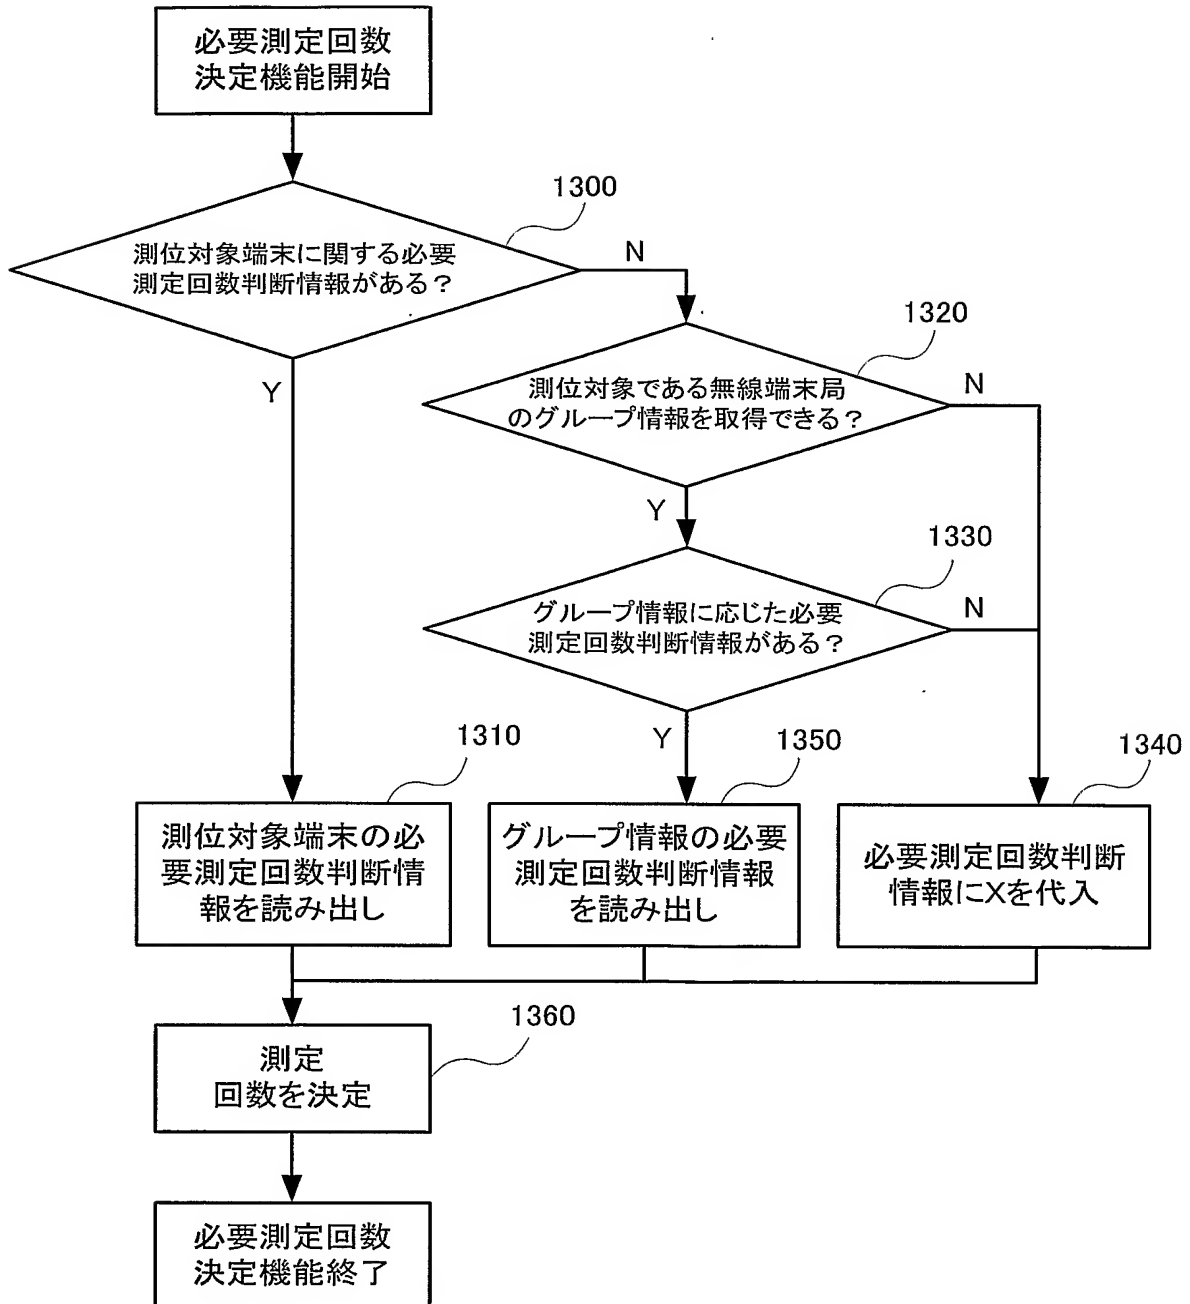 必要測定回数
決定機能開始
1300
測位対象端末に関する必要
測定回数判断情報がある？
N
Y
1320
測位対象である無線端末局
のグループ情報を取得できる？
N
Y
1330
グループ情報に応じた必要
測定回数判断情報がある？
N
Y
1310
測位対象端末の必
要測定回数判断情
報を読み出し
1350
グループ情報の必要
測定回数判断情報
を読み出し
1340
必要測定回数判断
情報にXを代入
1360
測定
回数を決定
必要測定回数
決定機能終了